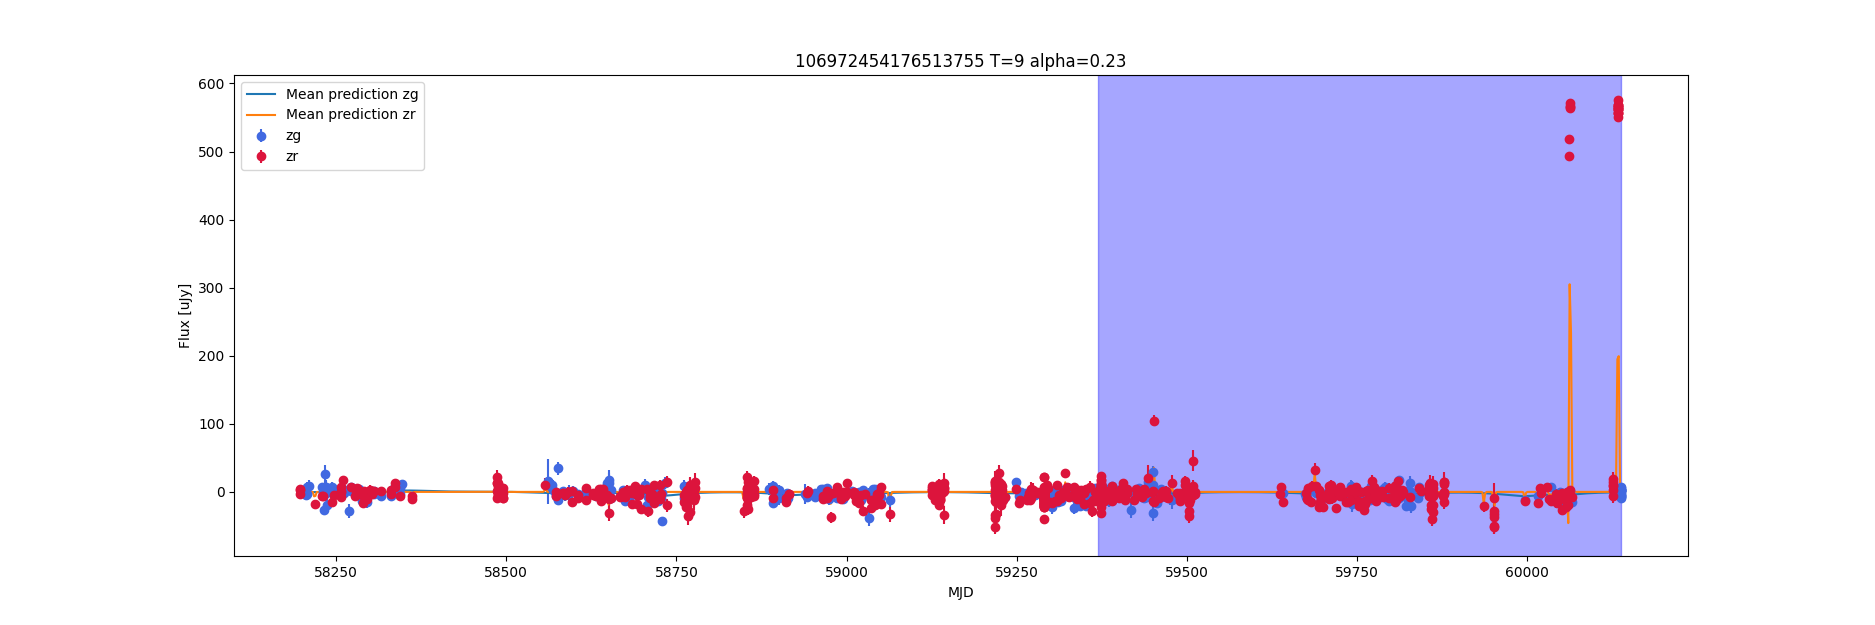 106972454176513755 T=9 alpha=0.23
Mean prediction zg
Mean prediction zr
zg
zr
Flux [uJy]
600
500
400
300
200
100
0
58250 58500 58750 59000 59250 59500 59750 60000
MJD